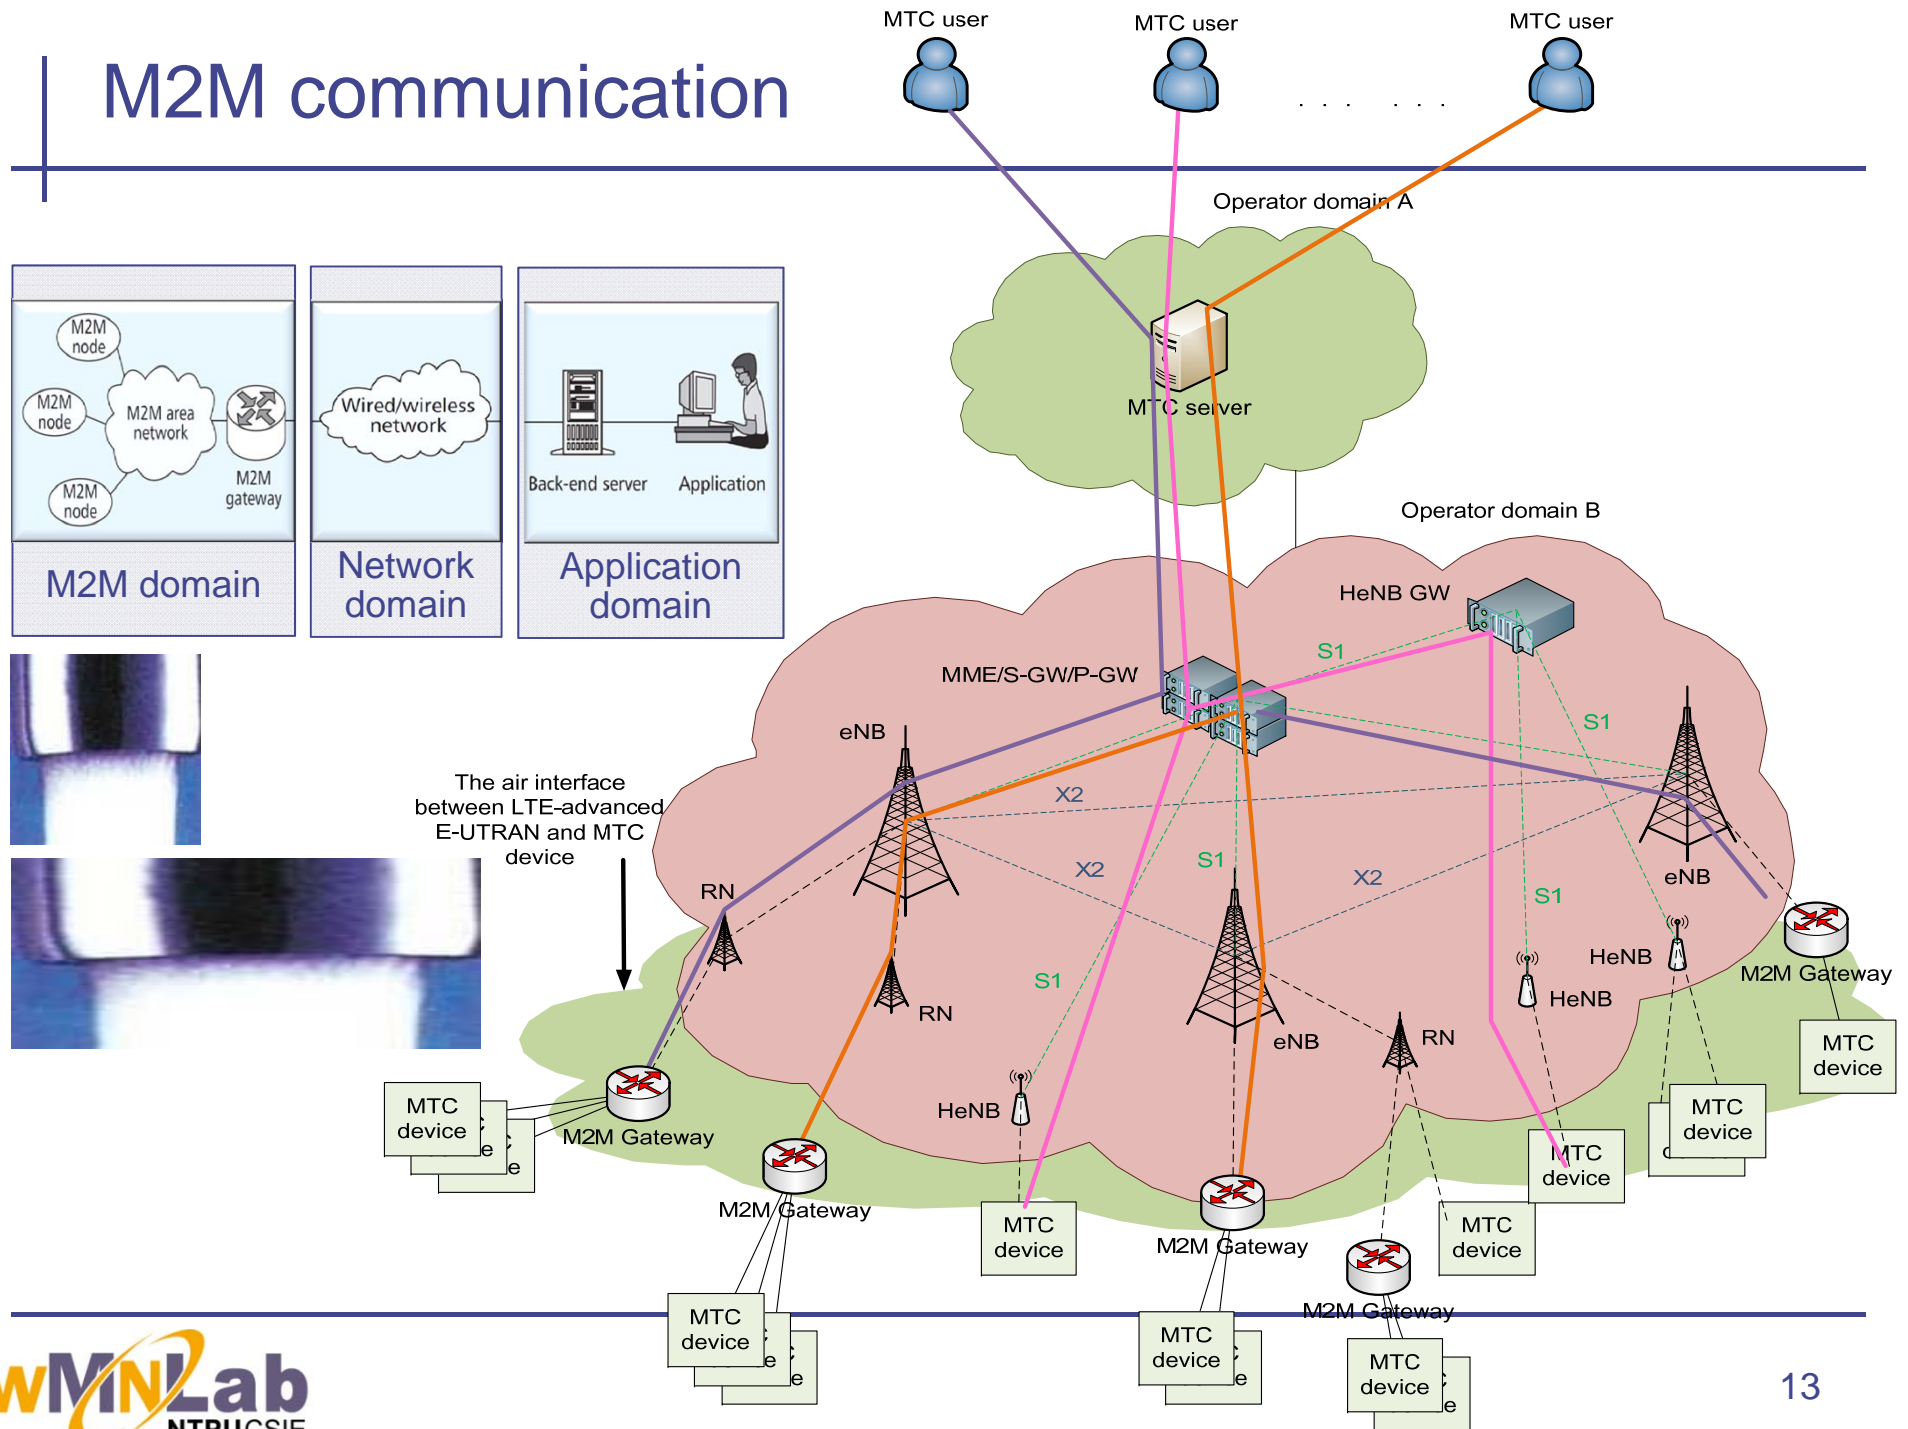 M2M communication
MTC user
MTC user
MTC user
. . . . . .
Operator domain A
MTC server
Operator domain B
M2M
node
M2M
node
M2M
node
M2M area
network
M2M
gateway
M2M domain
Wired/wireless
network
Network
domain
Back-end server
Application
Application
domain
HeNB GW
MME/S-GW/P-GW
S1
S1
S1
S1
S1
X2
X2
X2
eNB
eNB
eNB
The air interface
between LTE-advanced
E-UTRAN and MTC
device
RN
RN
RN
HeNB
HeNB
HeNB
M2M Gateway
M2M Gateway
M2M Gateway
M2M Gateway
M2M Gateway
MTC
device
MTC
device
MTC
device
MTC
device
MTC
device
MTC
device
MTC
device
MTC
device
MTC
device
wMNLab
NTPU CSIE
13